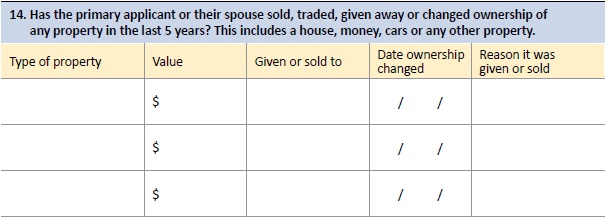 14. Has the primary applicant or their spouse sold, traded, given away or changed ownership of
any property in the last 5 years? This includes a house, money, cars or any other property.
Type of property Value Given or sold to Date ownership changed Reason it was given or sold
$ / /
$ / /
$ / /